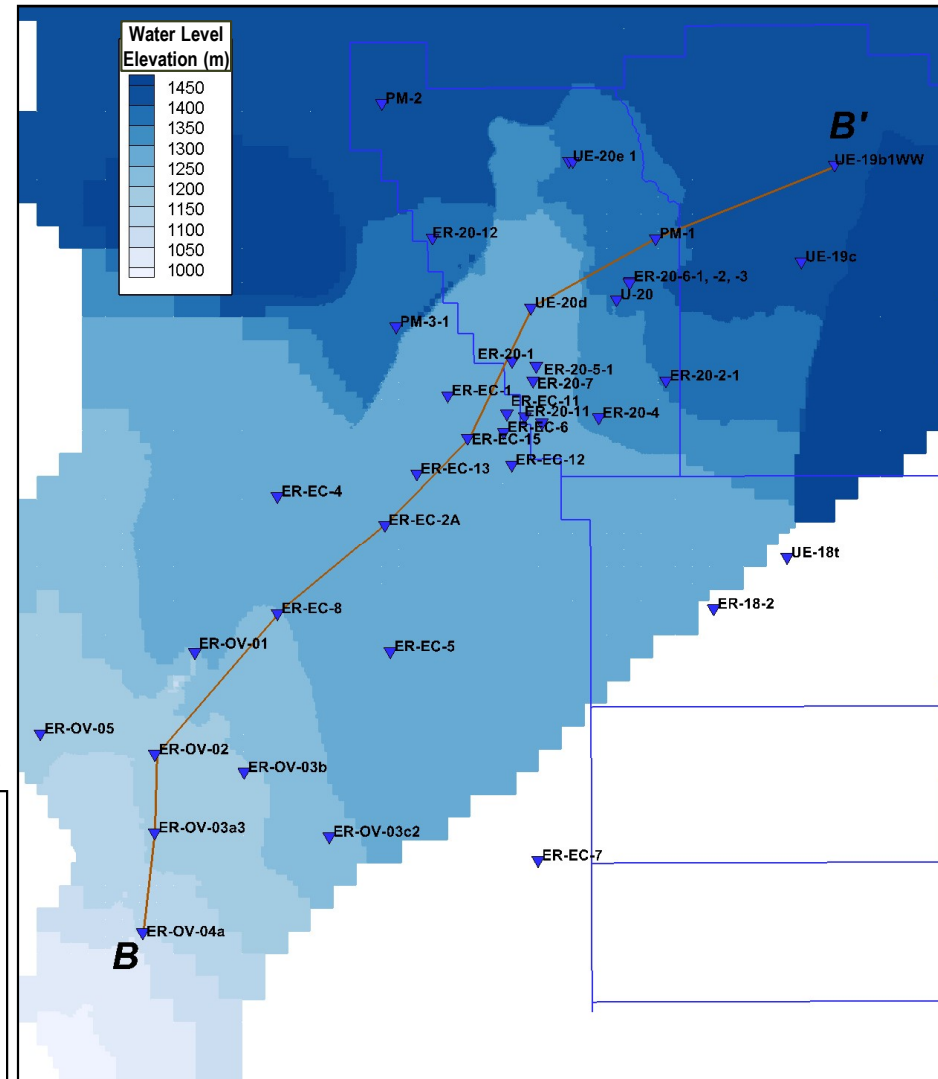 Water Level
Elevation (m)
1450
1400
1350
1300
1250
1200
1150
1100
1050
1000
PM-2
B'
UE-20e 1
UE-19b1WW
ER-20-12
PM-1
UE-19c
ER-20-6-1, -2, -3
U-20
UE-20d
PM-3-1
ER-20-1
ER-20-5-1
ER-20-7
ER-20-2-1
ER-EC-1
ER-EC-11
ER-20-11
ER-20-4
ER-EC-6
ER-EC-15
ER-EC-12
ER-EC-13
ER-EC-4
ER-EC-2A
UE-18t
ER-18-2
ER-EC-8
ER-OV-01
ER-EC-5
ER-OV-05
ER-OV-02
ER-OV-03b
ER-OV-03a3
ER-OV-03c2
ER-EC-7
ER-OV-04a
B